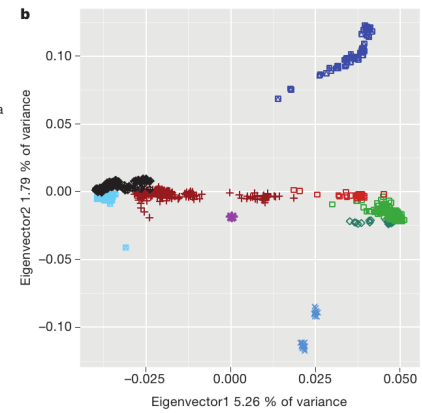 b
a
0.10
0.05
0.00
−0.05
−0.10
Eigenvector2 1.79 % of variance
−0.025
0.000
0.025
0.050
Eigenvector1 5.26 % of variance